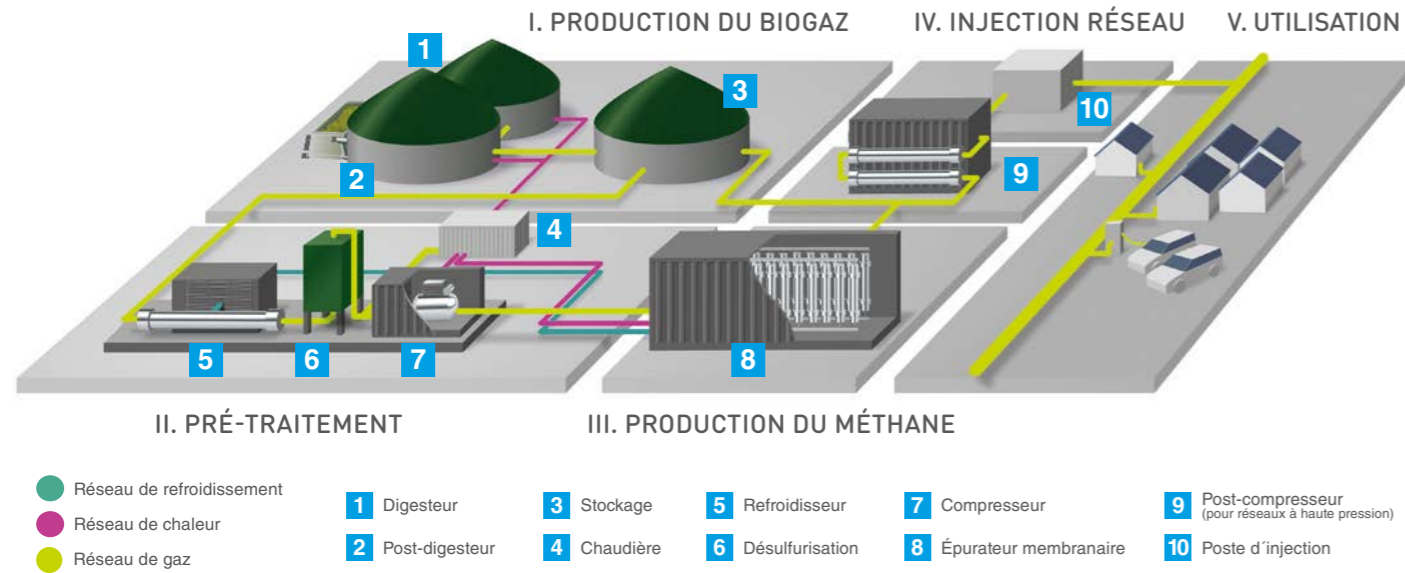 I. PRODUCTION DU BIOGAZ
IV. INJECTION RÉSEAU
V. UTILISATION
1
2
3
4
5
6
7
8
9
10
II. PRÉ-TRAITEMENT
III. PRODUCTION DU MÉTHANE
Réseau de refroidissement
Réseau de chaleur
Réseau de gaz
1 Digesteur
2 Post-digesteur
3 Stockage
4 Chaudière
5 Refroidisseur
6 Désulfurisation
7 Compresseur
8 Épurateur membranaire
9 Post-compresseur
(pour réseaux à haute pression)
10 Poste d´injection